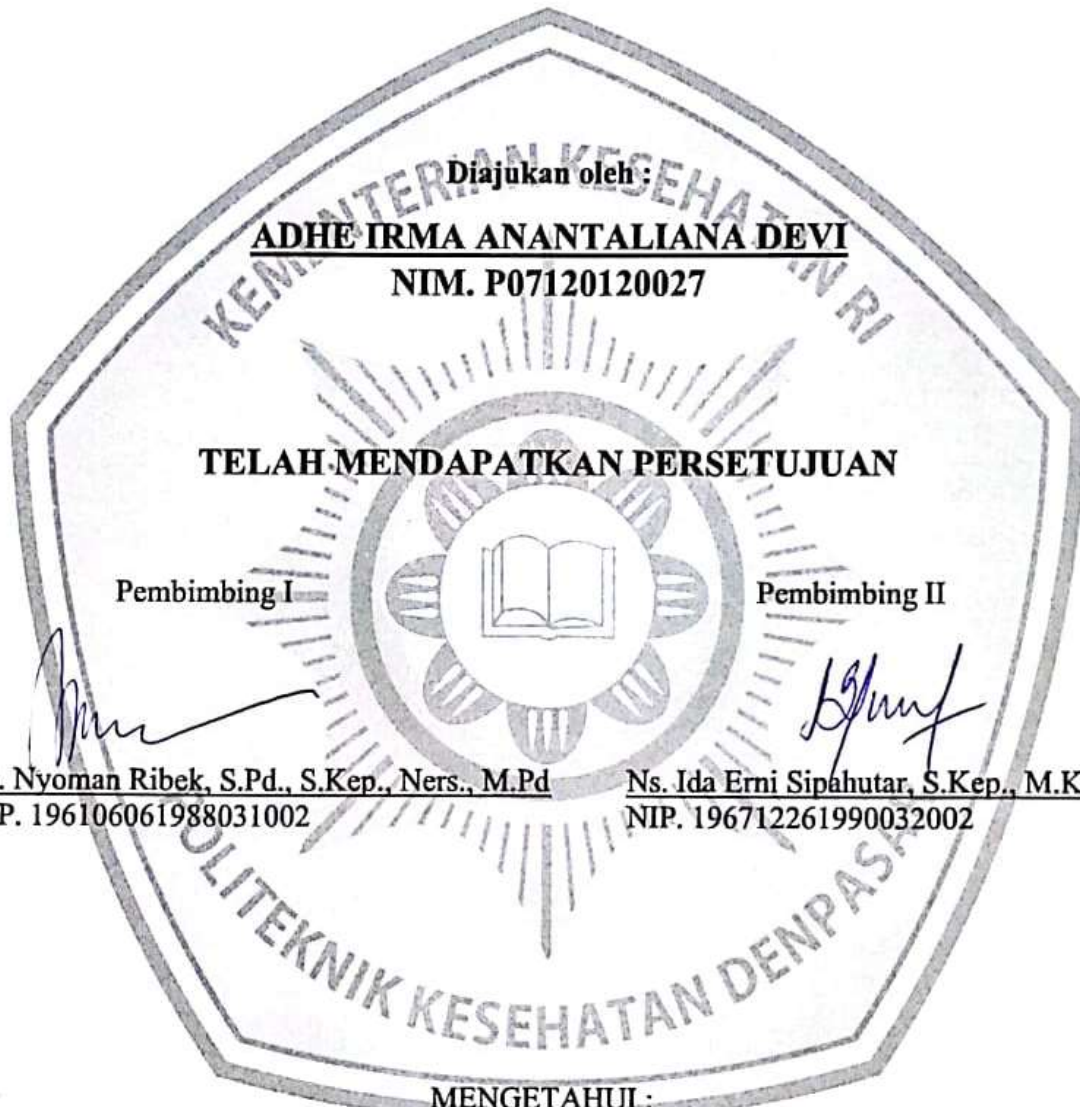 KEMENTERIAN KESEHATAN RI
Diajukan oleh :
ADHE IRMA ANANTALIANA DEVI
NIM. P07120120027
TELAH MENDAPATKAN PERSETUJUAN
Pembimbing I
Pembimbing II
. Nyoman Ribek, S.Pd., S.Kep., Ners., M.Pd
P. 196106061988031002
Ns. Ida Erni Sipahutar, S.Kep., M.K
NIP. 196712261990032002
POLITEKNIK KESEHATAN DENPASAR
MENGETAHUI :